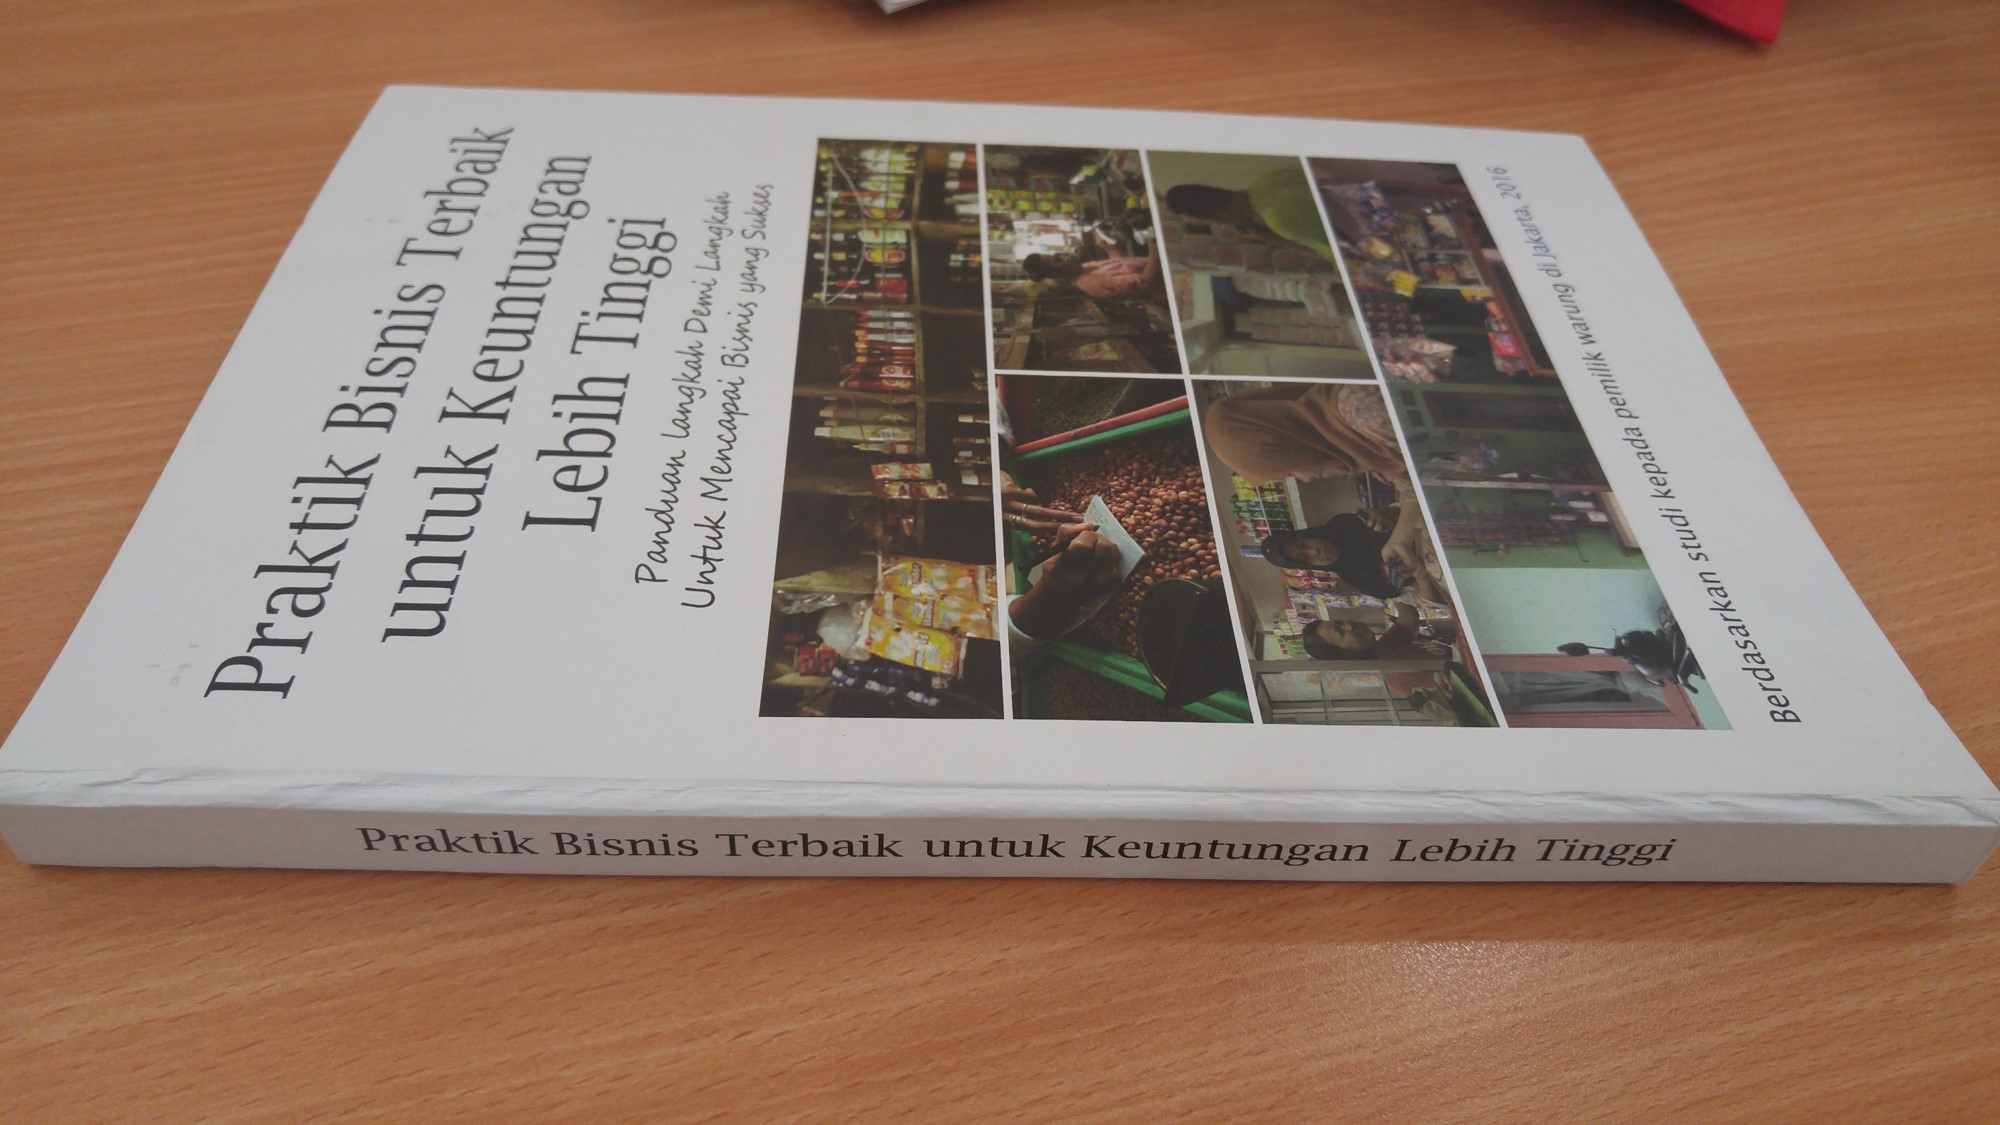 Praktik Bisnis Terbaik
untuk Keuntungan
Lebih Tinggi
Panduan Langkah Demi Langkah
Untuk Mencapai Bisnis yang Sukses
Berdasarkan studi kepada pemilik warung di Jakarta, 2016
Praktik Bisnis Terbaik untuk Keuntungan Lebih Tinggi